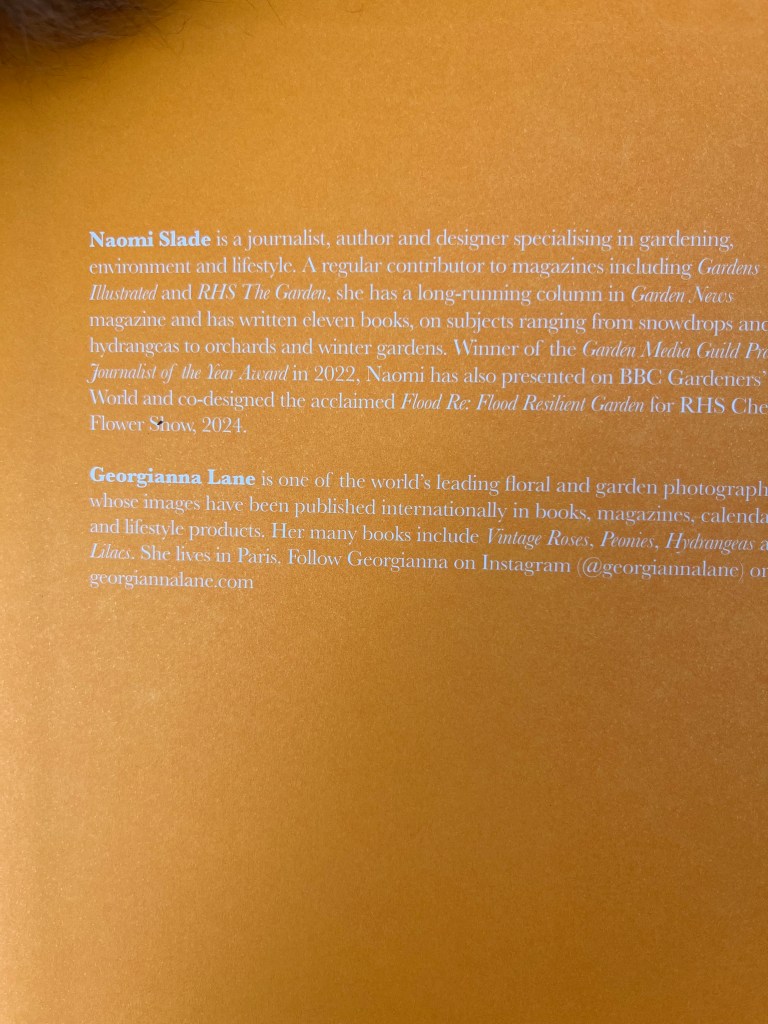 Naomi Slade is a journalist, author and designer specialising in gardening,
environment and lifestyle. A regular contributor to magazines including Gardens
Illustrated and RHS The Garden, she has a long-running column in Garden News
magazine and has written eleven books, on subjects ranging from snowdrops and
hydrangeas to orchards and winter gardens. Winner of the Garden Media Guild
Journalist of the Year Award in 2022, Naomi has also presented on BBC Gardeners'
World and co-designed the acclaimed Flood Re: Flood Resilient Garden for RHS
Flower Show, 2024.
Georgianna Lane is one of the world's leading floral and garden
whose images have been published internationally in books, magazines,
and lifestyle products. Her many books include Vintage Roses, Peonies, Hydrangeas
Lilacs. She lives in Paris. Follow Georgianna on Instagram (@georgiannalane) or
georgiannalane.com